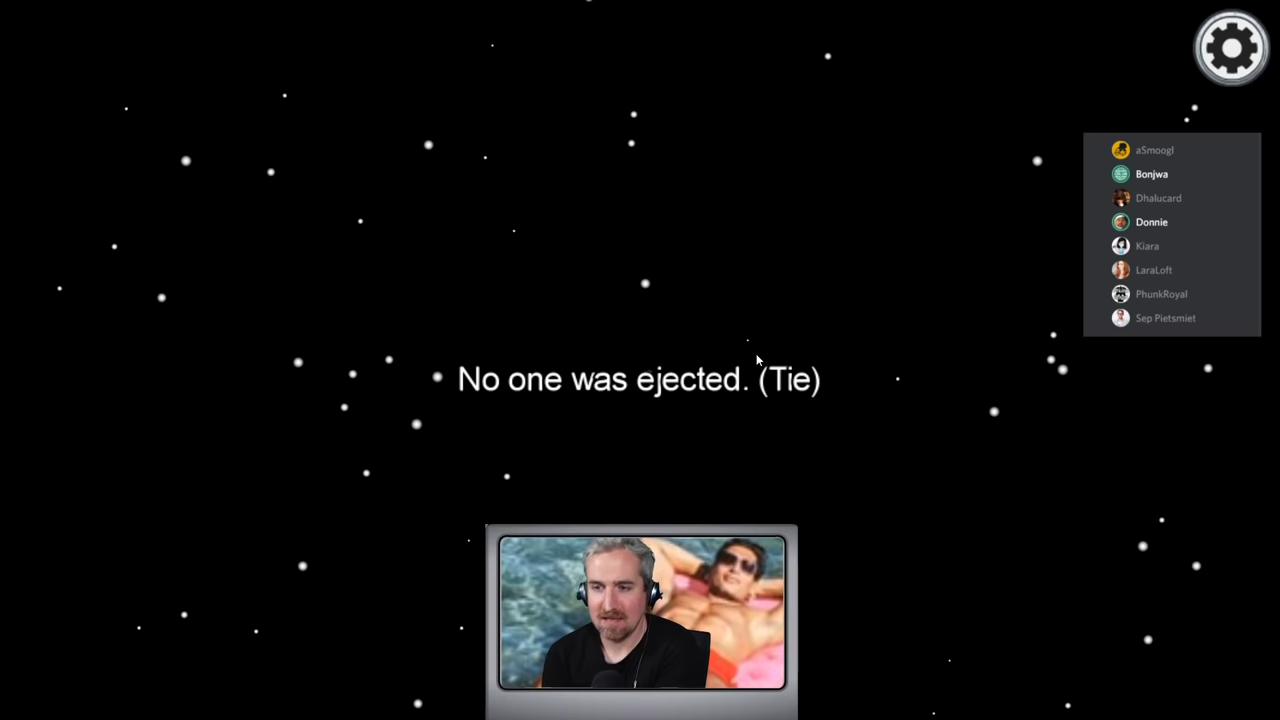 aSmoogl
Bonjwa
Dhalucard
Donnie
Kiara
LaraLoft
PhunkRoyal
Sep Pietsmiet
No one was ejected. (Tie)